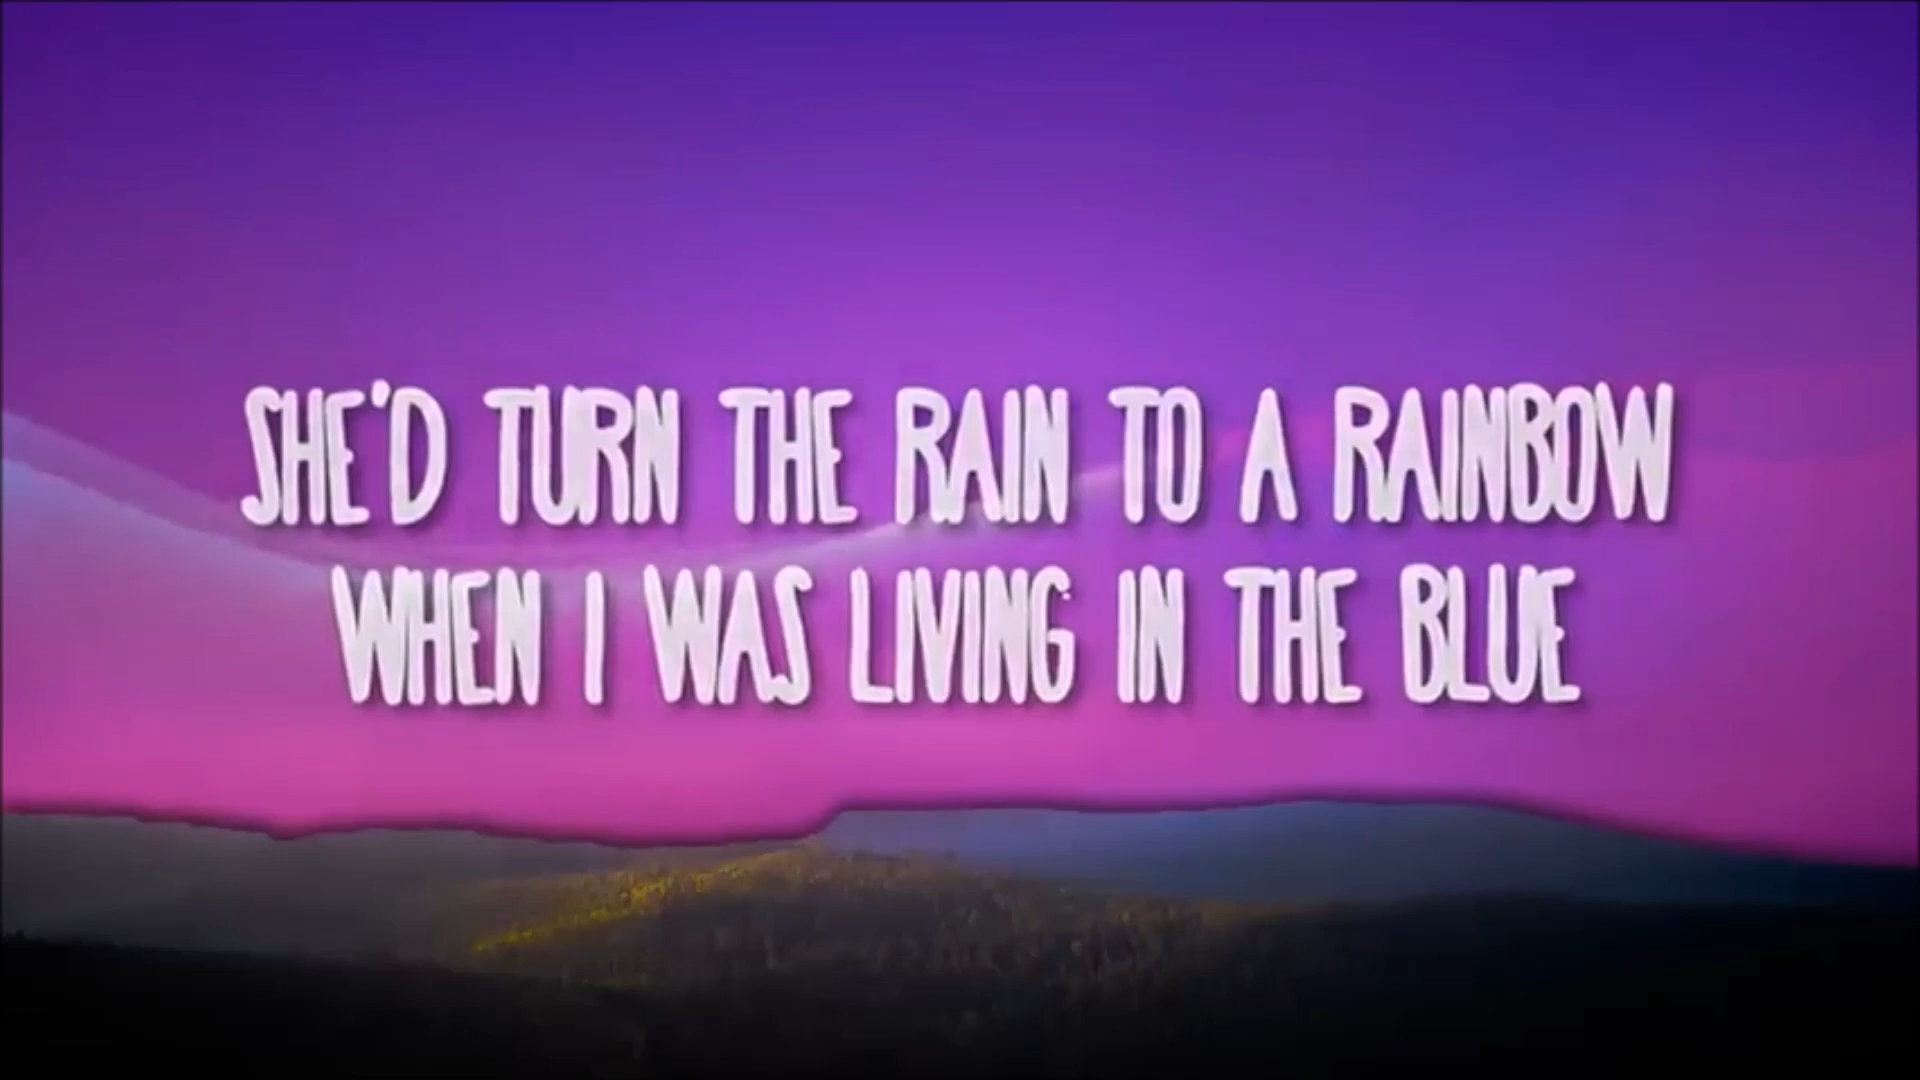 SHE'D TURN THE RAIN TO A RAINBOW
WHEN I WAS LIVING IN THE BLUE